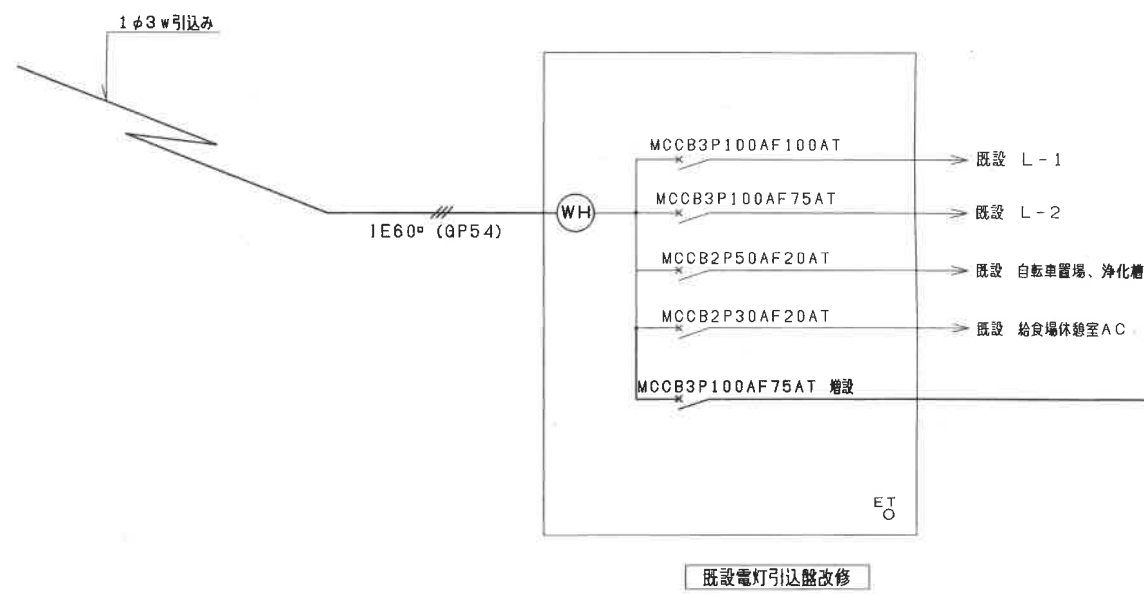 1φ3w引込み
MCCB3P100AF100AT
既設 L-1
MCCB3P100AF75AT
既設 L-2
WH
IE60□ (GP54)
MCCB2P50AF20AT
既設 自転車置場、浄化槽
MCCB2P30AF20AT
既設 給食場休憩室AC
MCCB3P100AF75AT 増設
ET
既設電灯引込盤改修